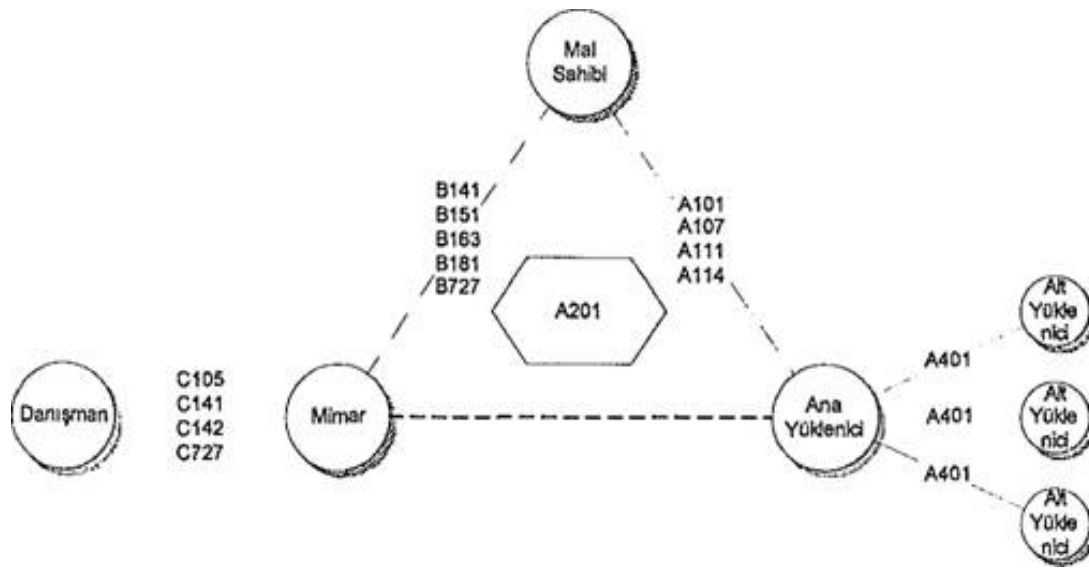 Mal
Sahibi
B141
B151
B163
B181
B727
A101
A107
A111
A114
A201
C105
C141
C142
C727
Danışman
Mimar
Ana
Yüklenici
A401
A401
A401
Alt
Yükle
nici
Alt
Yükle
nici
Alt
Yükle
nici